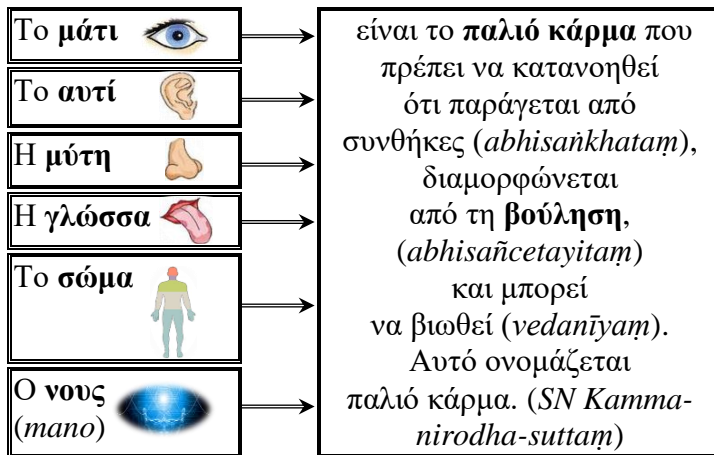 Το μάτι
Το αυτί
Η μύτη
Η γλώσσα
Το σώμα
Ο νους
(mano)
είναι το παλιό κάρμα που
πρέπει να κατανοηθεί
ότι παράγεται από
συνθήκες (abhisaṅkhataṃ),
διαμορφώνεται
από τη βούληση,
(abhisañcetayitaṃ)
και μπορεί
να βιωθεί (vedanīyaṃ).
Αυτό ονομάζεται
παλιό κάρμα. (SN Kamma-
nirodha-suttaṃ)